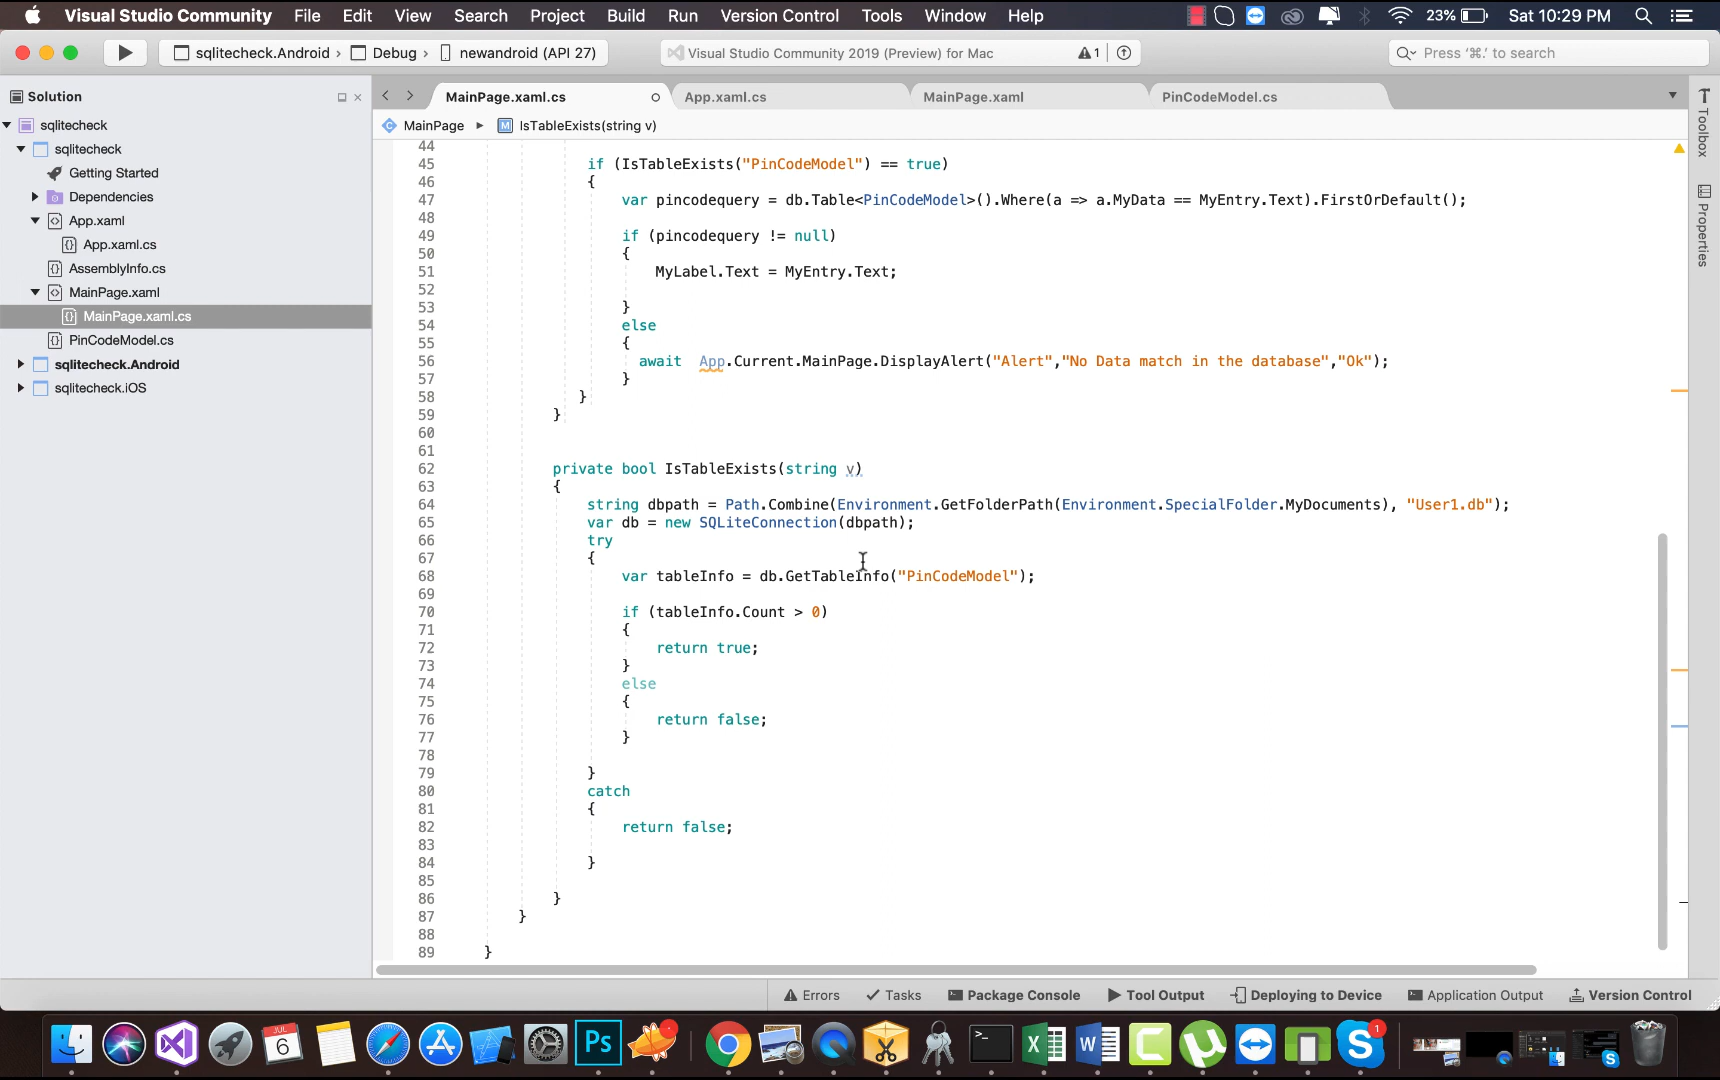 Visual Studio Community File Edit View Search Project Build Run Version Control Tools Window Help 23% Sat 10:29 PM
sqlitecheck.Android › Debug › newandroid (API 27) Visual Studio Community 2019 (Preview) for Mac 1 Press '⌘.' to search
Solution
sqlitecheck
sqlitecheck
Getting Started
Dependencies
App.xaml
App.xaml.cs
AssemblyInfo.cs
MainPage.xaml
MainPage.xaml.cs
PinCodeModel.cs
sqlitecheck.Android
sqlitecheck.iOS
MainPage.xaml.cs App.xaml.cs MainPage.xaml PinCodeModel.cs
MainPage IsTableExists(string v)
44
45 if (IsTableExists("PinCodeModel") == true)
46 {
47 var pincodequery = db.Table<PinCodeModel>().Where(a => a.MyData == MyEntry.Text).FirstOrDefault();
48
49 if (pincodequery != null)
50 {
51 MyLabel.Text = MyEntry.Text;
52
53 }
54 else
55 {
56 await App.Current.MainPage.DisplayAlert("Alert","No Data match in the database","Ok");
57 }
58 }
59 }
60
61
62 private bool IsTableExists(string v)
63 {
64 string dbpath = Path.Combine(Environment.GetFolderPath(Environment.SpecialFolder.MyDocuments), "User1.db");
65 var db = new SQLiteConnection(dbpath);
66 try
67 {
68 var tableInfo = db.GetTableInfo("PinCodeModel");
69
70 if (tableInfo.Count > 0)
71 {
72 return true;
73 }
74 else
75 {
76 return false;
77 }
78
79 }
80 catch
81 {
82 return false;
83
84 }
85
86 }
87 }
88
89 }
Toolbox
Properties
Errors Tasks Package Console Tool Output Deploying to Device Application Output Version Control
JUL
6
Ps
1